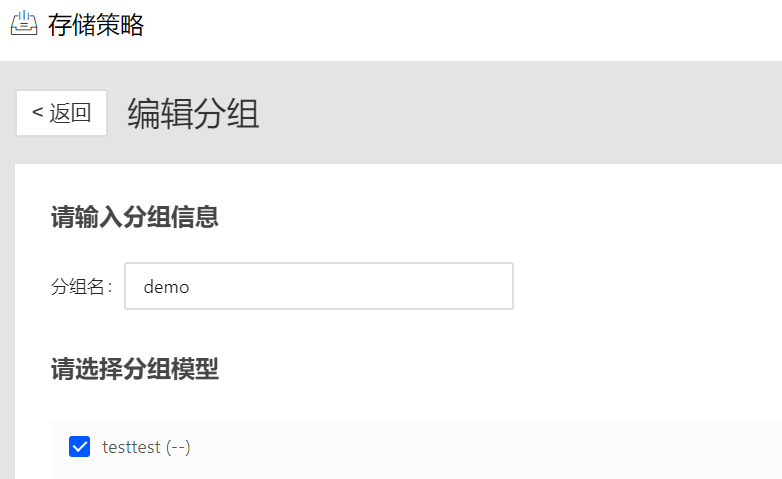 存储策略
< 返回 编辑分组
请输入分组信息
分组名： demo
请选择分组模型
testtest (--)